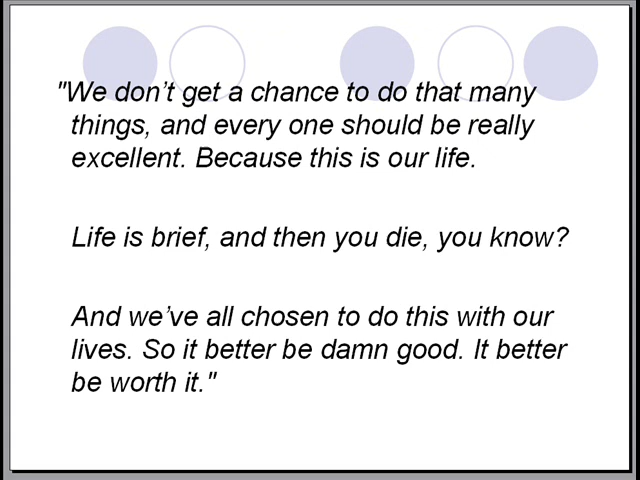 "We don’t get a chance to do that many
things, and every one should be really
excellent. Because this is our life.
Life is brief, and then you die, you know?
And we’ve all chosen to do this with our
lives. So it better be damn good. It better
be worth it."